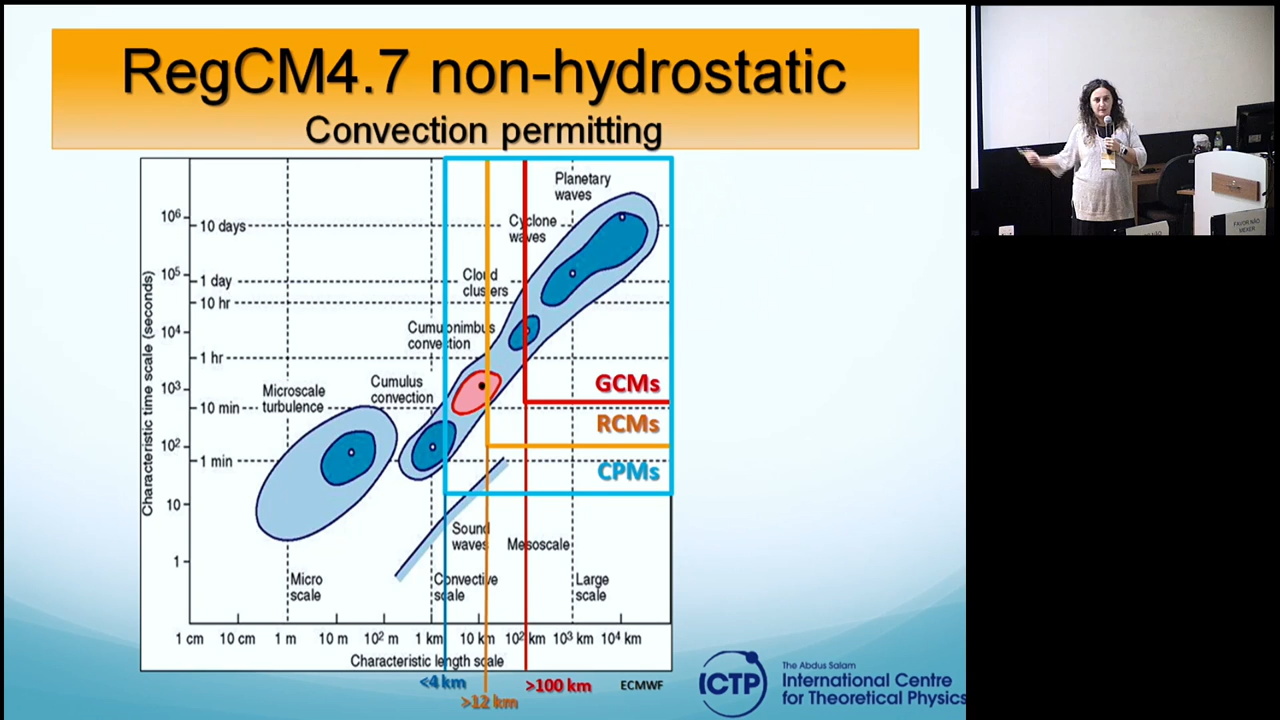 RegCM4.7 non-hydrostatic
Convection permitting
Planetary
waves
10⁶
10 days
Cyclone
waves
10⁵
1 day
Cloud
clusters
10 hr
10⁴
Cumulonimbus
convection
1 hr
10³
Microscale
turbulence
Cumulus
convection
GCMs
10 min
RCMs
10²
1 min
CPMs
10
Sound
waves
Mesoscale
1
Micro
scale
Convective
scale
Large
scale
Characteristic time scale (seconds)
1 cm 10 cm 1 m 10 m 10² m 1 km 10 km 10² km 10³ km 10⁴ km
Characteristic length scale
<4 km
>12 km
>100 km
ECMWF
ICTP
The Abdus Salam
International Centre
for Theoretical Physics
FAVOR NÃO
MEXER